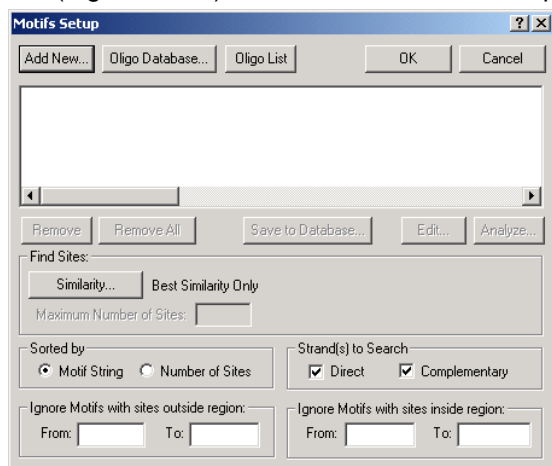 Motifs Setup
Add New... Oligo Database... Oligo List OK Cancel
Remove Remove All Save to Database... Edit... Analyze...
Find Sites:
Similarity... Best Similarity Only
Maximum Number of Sites:
Sorted by Strand(s) to Search
Motif String Number of Sites Direct Complementary
Ignore Motifs with sites outside region: Ignore Motifs with sites inside region:
From: To: From: To: